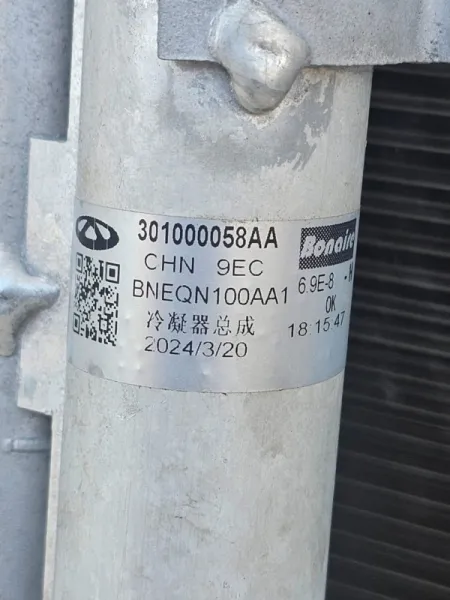 301000058AA
Bonaire
CHN 9EC
6.9E-8
BNEQN100AA1
OK
冷凝器总成
18:15:47
2024/3/20